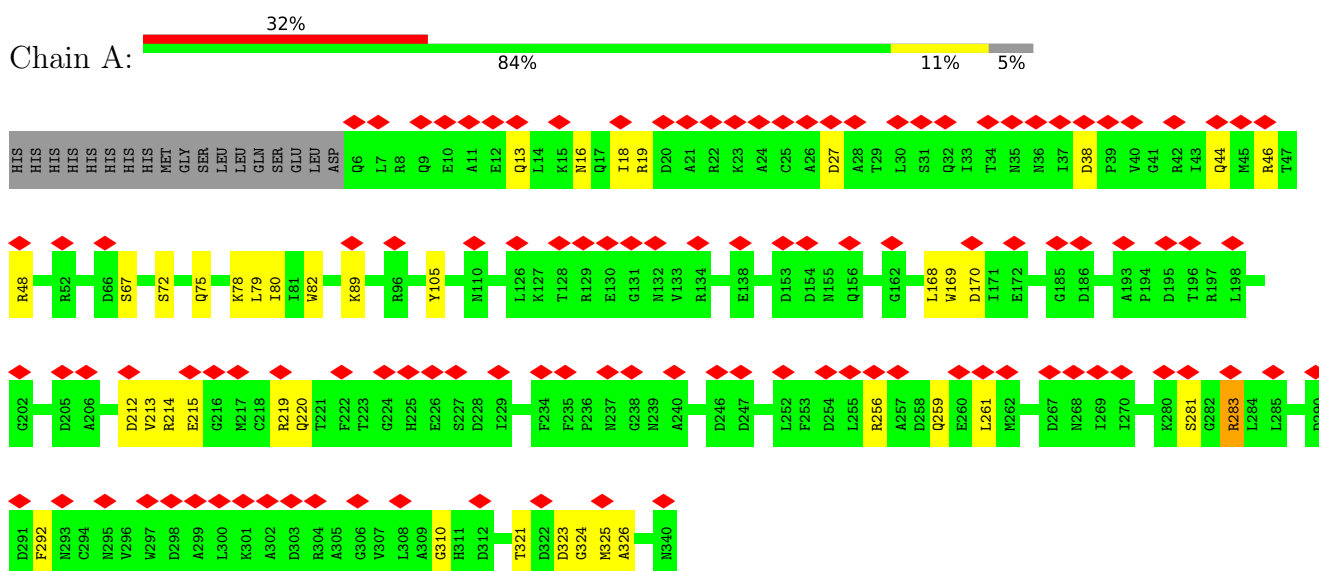 32%
Chain A:
84% 11% 5%
HIS HIS HIS HIS HIS HIS HIS HIS MET GLY SER LEU LEU GLN SER GLU LEU ASP Q6 L7 R8 Q9 E10 A11 E12 Q13 L14 K15 N16 Q17 I18 R19 D20 A21 R22 K23 A24 C25 A26 D27 A28 T29 L30 S31 Q32 I33 T34 N35 N36 I37 D38 P39 V40 G41 R42 I43 Q44 M45 R46 T47
R48 R52 D66 S67 S72 Q75 K78 L79 I80 I81 W82 K89 R96 Y105 N110 L126 K127 T128 R129 E130 G131 N132 V133 R134 E138 D153 D154 N155 Q156 G162 L168 W169 D170 I171 E172 G185 D186 A193 P194 D195 T196 R197 L198
G202 D205 A206 D212 V213 R214 E215 G216 M217 C218 R219 Q220 T221 F222 T223 G224 H225 E226 S227 D228 I229 F234 F235 P236 N237 G238 N239 A240 D246 D247 L252 F253 D254 L255 R256 A257 D258 Q259 E260 L261 M262 D267 N268 I269 I270 K280 S281 G282 R283 L284 L285 D290
D291 F292 N293 C294 N295 V296 W297 D298 A299 L300 K301 A302 D303 R304 A305 G306 V307 L308 A309 G310 H311 D312 T321 D322 D323 G324 M325 A326 N340